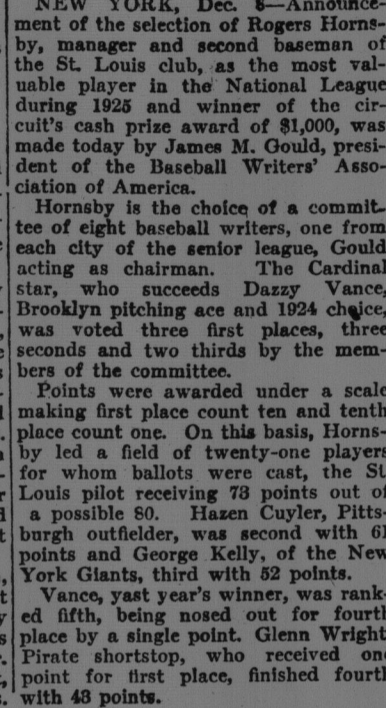 NEW YORK, Dec. 8—Announce-
ment of the selection of Rogers Horns-
by, manager and second baseman of
the St. Louis club, as the most val-
uable player in the National League
during 1925 and winner of the cir-
cuit's cash prize award of $1,000, was
made today by James M. Gould, presi-
dent of the Baseball Writers' Asso-
ciation of America.
Hornsby is the choice of a commit-
tee of eight baseball writers, one from
each city of the senior league, Gould
acting as chairman. The Cardinal
star, who succeeds Dazzy Vance,
Brooklyn pitching ace and 1924 choice,
was voted three first places, three
seconds and two thirds by the mem-
bers of the committee.
Points were awarded under a scale
making first place count ten and tenth
place count one. On this basis, Horns-
by led a field of twenty-one players
for whom ballots were cast, the St
Louis pilot receiving 73 points out of
a possible 80. Hazen Cuyler, Pitts-
burgh outfielder, was second with 61
points and George Kelly, of the New
York Giants, third with 52 points.
Vance, yast year's winner, was rank-
ed fifth, being nosed out for fourth
place by a single point. Glenn Wright
Pirate shortstop, who received one
point for first place, finished fourth
with 43 points.